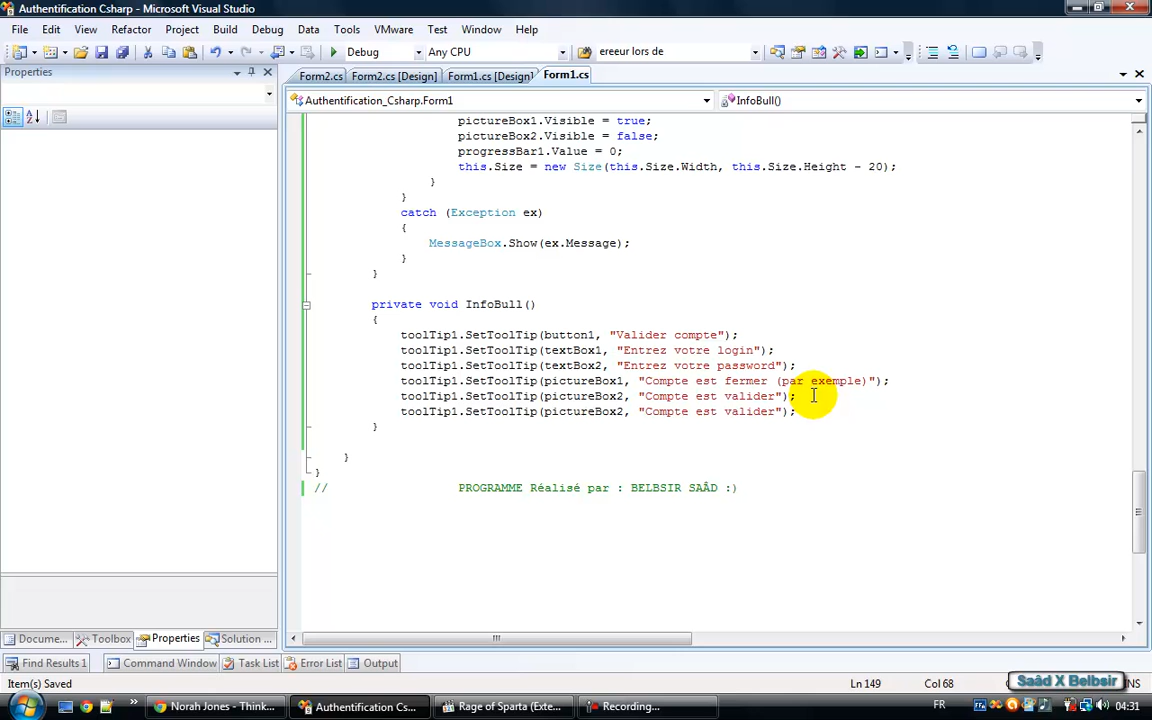 Authentification Csharp - Microsoft Visual Studio
File Edit View Refactor Project Build Debug Data Tools VMware Test Window Help
Debug Any CPU ereeur lors de
Properties
Form2.cs Form2.cs [Design] Form1.cs [Design] Form1.cs
Authentification_Csharp.Form1 InfoBull()
pictureBox1.Visible = true;
pictureBox2.Visible = false;
progressBar1.Value = 0;
this.Size = new Size(this.Size.Width, this.Size.Height - 20);
}
}
catch (Exception ex)
{
MessageBox.Show(ex.Message);
}
}
private void InfoBull()
{
toolTip1.SetToolTip(button1, "Valider compte");
toolTip1.SetToolTip(textBox1, "Entrez votre login");
toolTip1.SetToolTip(textBox2, "Entrez votre password");
toolTip1.SetToolTip(pictureBox1, "Compte est fermer (par exemple)");
toolTip1.SetToolTip(pictureBox2, "Compte est valider");
toolTip1.SetToolTip(pictureBox2, "Compte est valider");
}
}
}
// PROGRAMME Réalisé par : BELBSIR SAÂD :)
Docume... Toolbox Properties Solution ...
Find Results 1 Command Window Task List Error List Output
Item(s) Saved Ln 149 Col 68 INS
Saâd X Belbsir
Norah Jones - Think... Authentification Cs... Rage of Sparta (Exte... Recording... FR 04:31